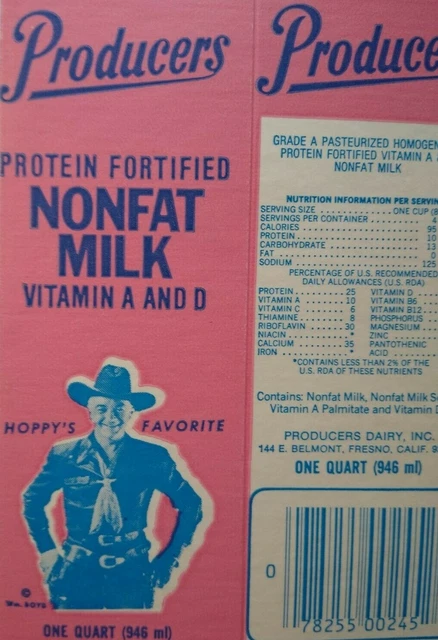 Producers
PROTEIN FORTIFIED
NONFAT
MILK
VITAMIN A AND D
HOPPY'S FAVORITE
©
Wm. BOYD
ONE QUART (946 ml)
Produce
GRADE A PASTEURIZED HOMOGEN
PROTEIN FORTIFIED VITAMIN A
NONFAT MILK
NUTRITION INFORMATION PER SERVIN
SERVING SIZE ONE CUP (8
SERVINGS PER CONTAINER 4
CALORIES 95
PROTEIN 10
CARBOHYDRATE 13
FAT 0
SODIUM 125
PERCENTAGE OF U.S. RECOMMENDED
DAILY ALLOWANCES (U.S. RDA)
PROTEIN 25 VITAMIN D
VITAMIN A 10 VITAMIN B6
VITAMIN C 6 VITAMIN B12
THIAMINE 8 PHOSPHORUS
RIBOFLAVIN 30 MAGNESIUM
NIACIN * ZINC
CALCIUM 35 PANTOTHENIC
IRON * ACID
*CONTAINS LESS THAN 2% OF THE
U.S. RDA OF THESE NUTRIENTS
Contains: Nonfat Milk, Nonfat Milk S
Vitamin A Palmitate and Vitamin
PRODUCERS DAIRY, INC.
144 E. BELMONT, FRESNO, CALIF. 9
ONE QUART (946 ml)
0 78255 00245